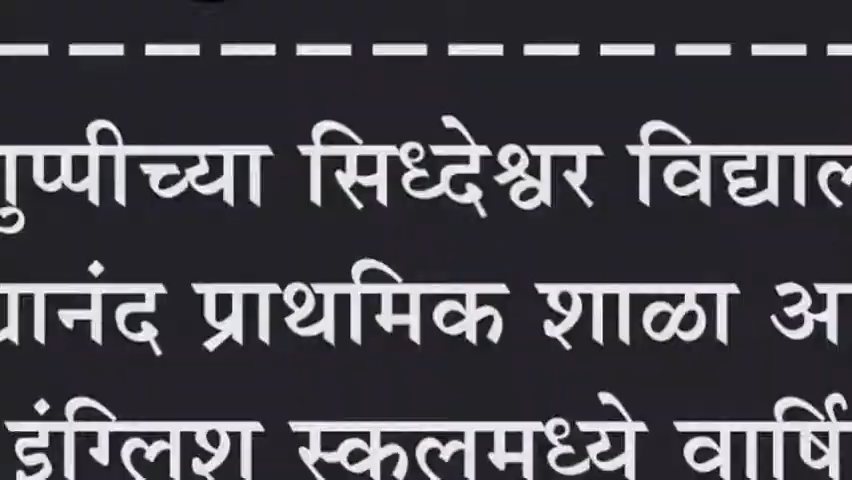 गुप्पीच्या सिध्देश्वर विद्याल
द्यानंद प्राथमिक शाळा आ
इंग्लिश स्कुलमध्ये वार्षि